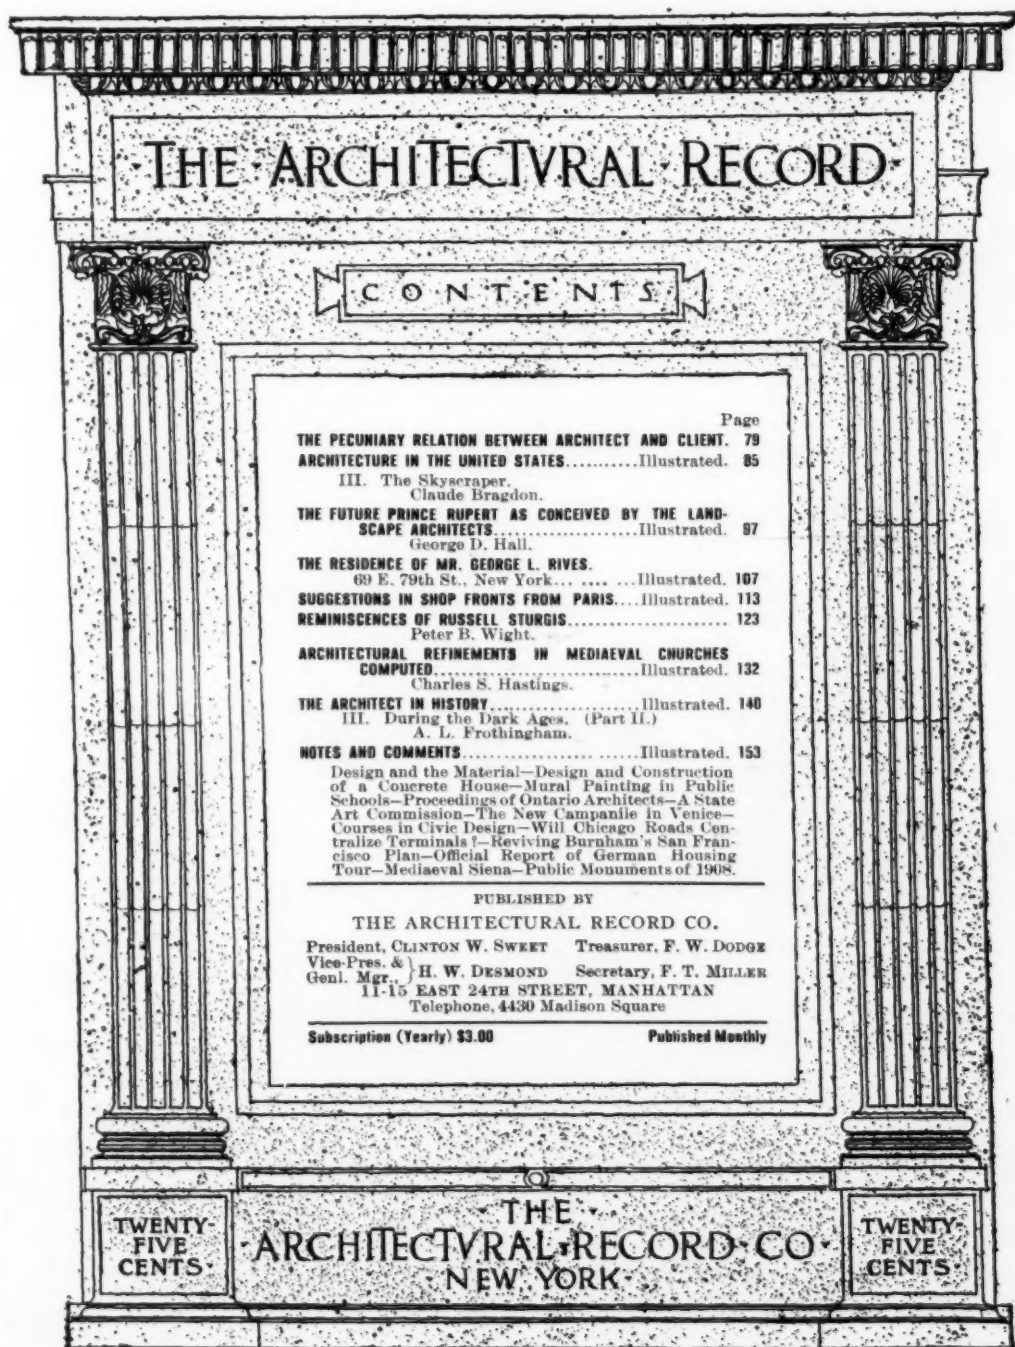 ·THE·ARCHITECTVRAL·RECORD·
CONTENTS
Page
THE PECUNIARY RELATION BETWEEN ARCHITECT AND CLIENT. 79
ARCHITECTURE IN THE UNITED STATES...........Illustrated. 85
III. The Skyscraper.
Claude Bragdon.
THE FUTURE PRINCE RUPERT AS CONCEIVED BY THE LAND-
SCAPE ARCHITECTS......................Illustrated. 97
George D. Hall.
THE RESIDENCE OF MR. GEORGE L. RIVES.
69 E. 79th St., New York... ..... ...Illustrated. 107
SUGGESTIONS IN SHOP FRONTS FROM PARIS....Illustrated. 113
REMINISCENCES OF RUSSELL STURGIS...................... 123
Peter B. Wight.
ARCHITECTURAL REFINEMENTS IN MEDIAEVAL CHURCHES
COMPUTED................................Illustrated. 132
Charles S. Hastings.
THE ARCHITECT IN HISTORY.......................Illustrated. 140
III. During the Dark Ages. (Part II.)
A. L. Frothingham.
NOTES AND COMMENTS.................... ......Illustrated. 153
Design and the Material—Design and Construction
of a Concrete House—Mural Painting in Public
Schools—Proceedings of Ontario Architects—A State
Art Commission—The New Campanile in Venice—
Courses in Civic Design—Will Chicago Roads Cen-
tralize Terminals?—Reviving Burnham's San Fran-
cisco Plan—Official Report of German Housing
Tour—Mediaeval Siena—Public Monuments of 1908.
PUBLISHED BY
THE ARCHITECTURAL RECORD CO.
President, CLINTON W. SWEET Treasurer, F. W. DODGE
Vice-Pres. &
Genl. Mgr., } H. W. DESMOND Secretary, F. T. MILLER
11-15 EAST 24TH STREET, MANHATTAN
Telephone, 4430 Madison Square
Subscription (Yearly) $3.00 Published Monthly
TWENTY-
FIVE
CENTS·
·THE·
·ARCHITECTVRAL·RECORD·CO·
·NEW YORK·
TWENTY-
FIVE
CENTS·